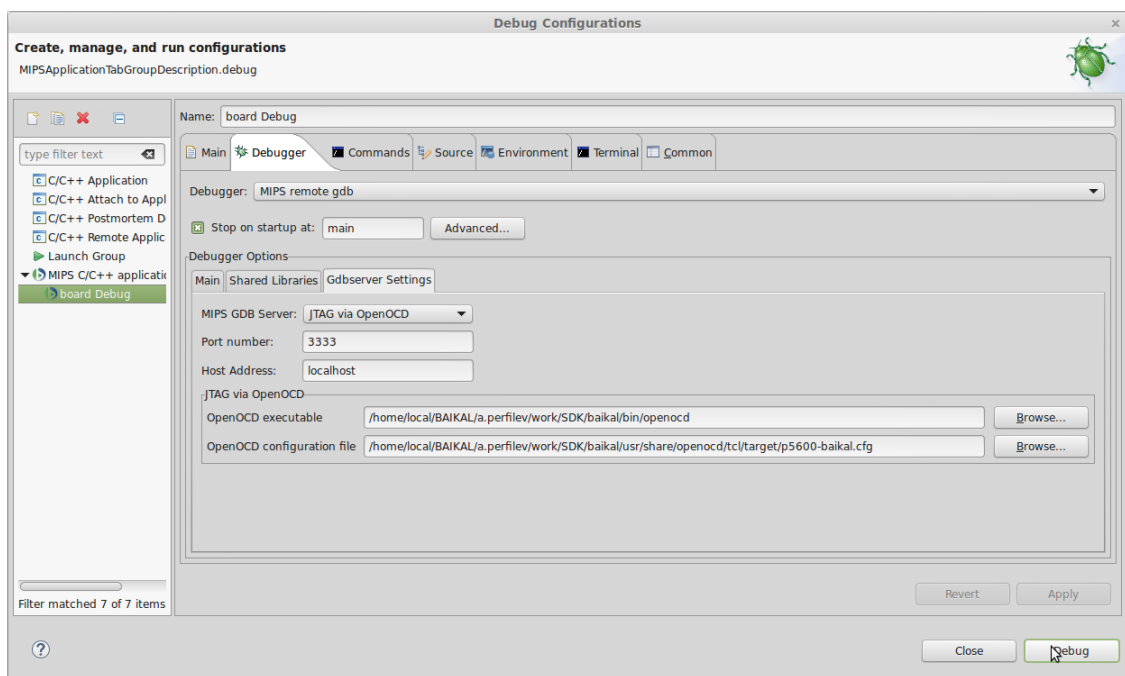 Debug Configurations
Create, manage, and run configurations
MIPSApplicationTabGroupDescription.debug
Name: board Debug
type filter text
C/C++ Application
C/C++ Attach to Appl
C/C++ Postmortem D
C/C++ Remote Applic
Launch Group
MIPS C/C++ applicatio
board Debug
Filter matched 7 of 7 items
Main Debugger Commands Source Environment Terminal Common
Debugger: MIPS remote gdb
Stop on startup at: main Advanced...
Debugger Options
Main Shared Libraries Gdbserver Settings
MIPS GDB Server: JTAG via OpenOCD
Port number: 3333
Host Address: localhost
JTAG via OpenOCD
OpenOCD executable /home/local/BAIKAL/a.perfilev/work/SDK/baikal/bin/openocd Browse...
OpenOCD configuration file /home/local/BAIKAL/a.perfilev/work/SDK/baikal/usr/share/openocd/tcl/target/p5600-baikal.cfg Browse...
Revert Apply
Close Debug